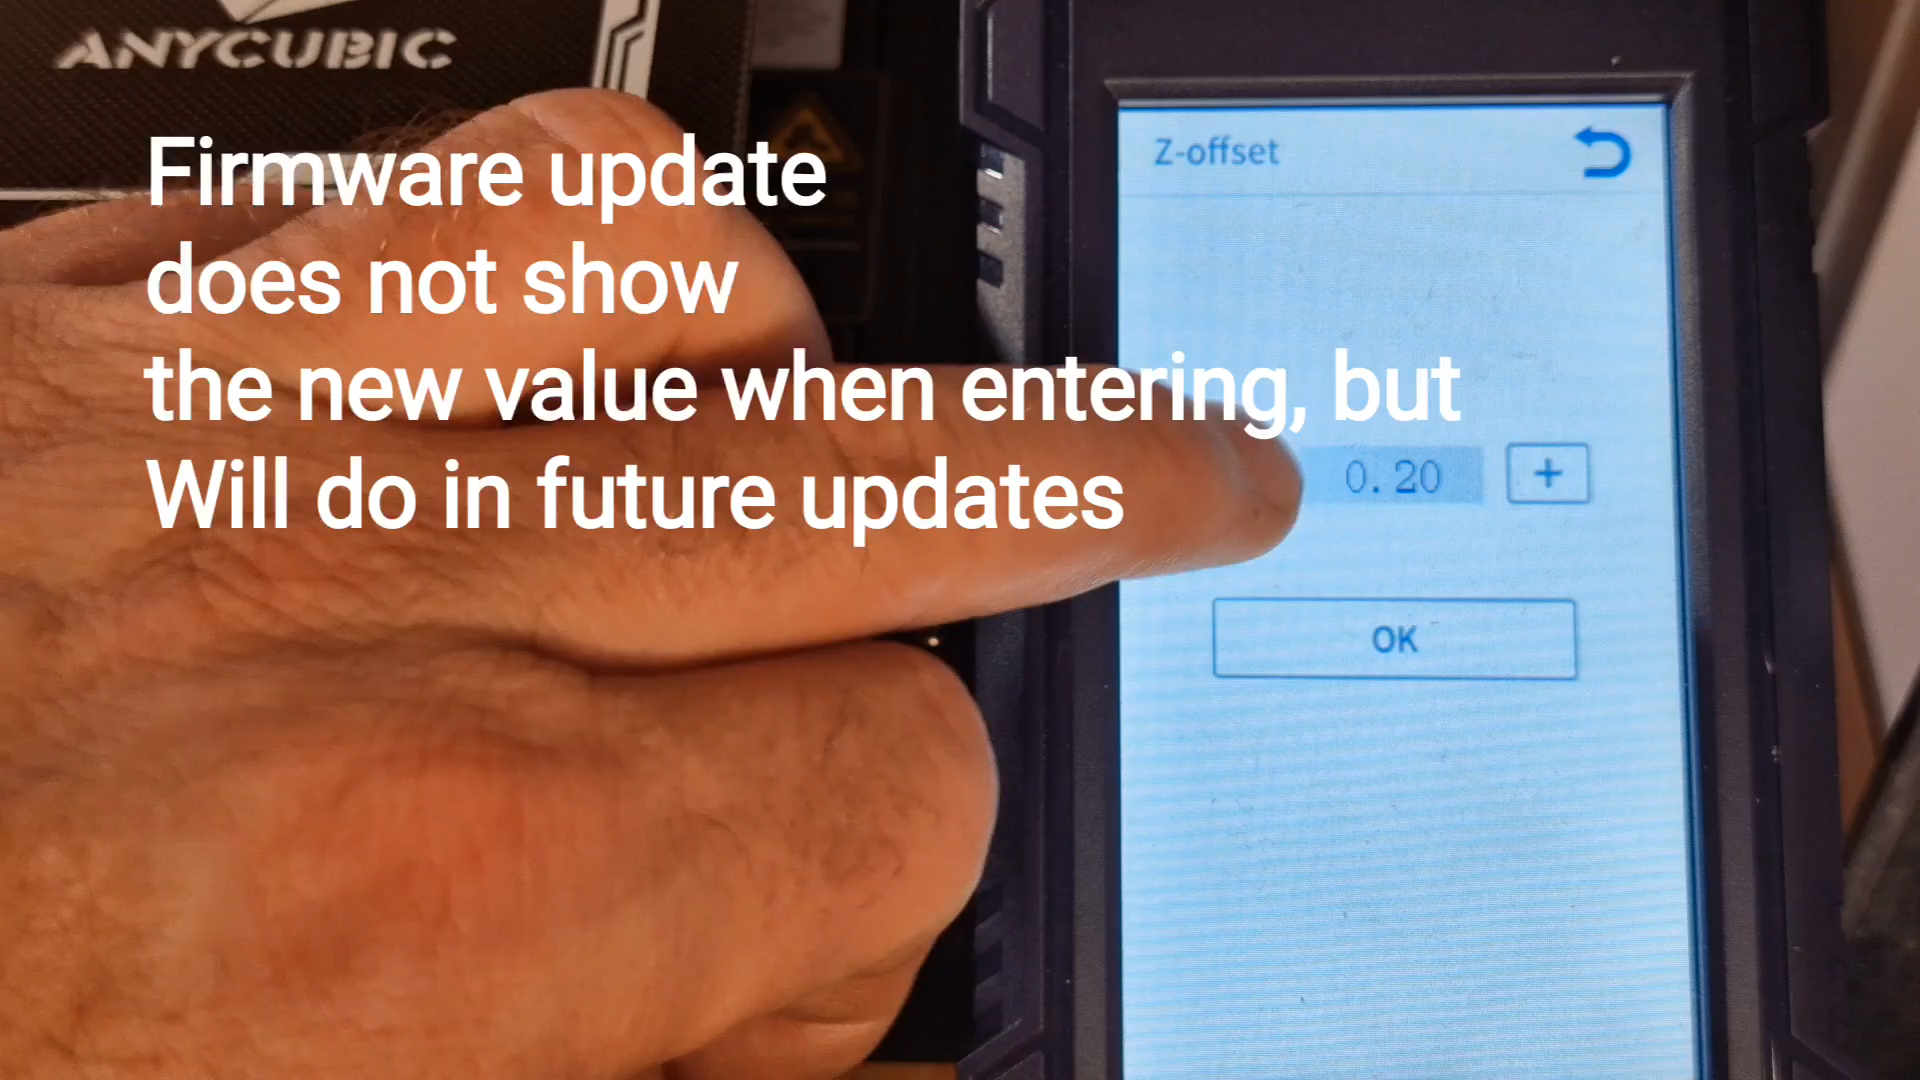 ANYCUBIC
Z-offset
Firmware update
does not show
the new value when entering, but
Will do in future updates
0.20 +
OK